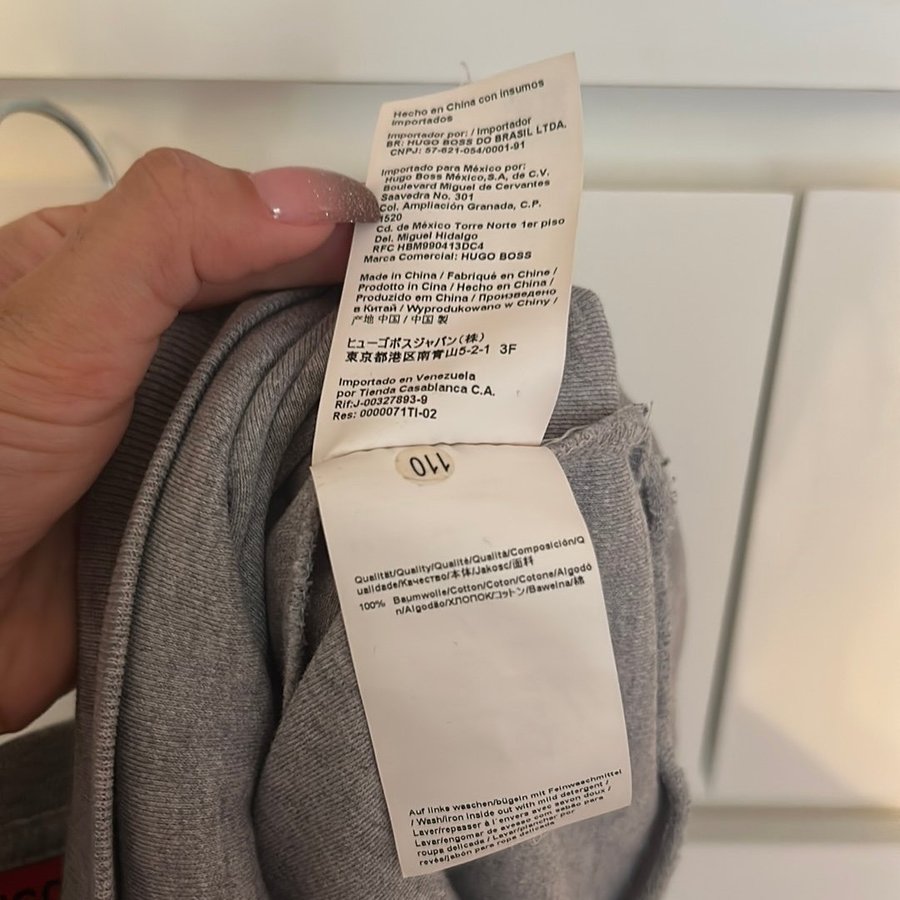 Hecho en China con insumos
Importados
Importador por: / Importador
BR: HUGO BOSS DO BRASIL LTDA.
CNPJ: 57-621-054/0001-91
Importado para México por:
Hugo Boss México,S.A, de C.V.
Boulevard Miguel de Cervantes
Saavedra No. 301
Col. Ampliación Granada, C.P.
1520
Cd. de México Torre Norte 1er piso
Del. Miguel Hidalgo
RFC HBM990413DC4
Marca Comercial: HUGO BOSS
Made in China / Fabriqué en Chine /
Prodotto in Cina / Hecho en China /
Produzido em China / Произведено
в Китай / Wyprodukowano w Chiny /
产地 中国 / 中国 製
ヒューゴボスジャパン(株)
東京都港区南青山5-2-1 3F
Importado en Venezuela
por Tienda Casablanca C.A.
Rif:J-00327893-9
Res: 0000071TI-02
110
Qualität/Quality/Qualité/Qualità/Composición/Q
ualidade/Качество/本体/Jakosc/面料
100% Baumwolle/Cotton/Coton/Cotone/Algodó
n/Algodão/ХЛОПОК/コットン/Bawełna/綿
Auf links waschen/bügeln mit Feinwaschmittel
/ Wash/Iron inside out with mild detergent /
Laver/repasser à l'envers avec savon doux /
Lavar/engomar de avesso com sabão para
roupa delicada / Lavar/planchar por
revés/jabón para ropa delicada